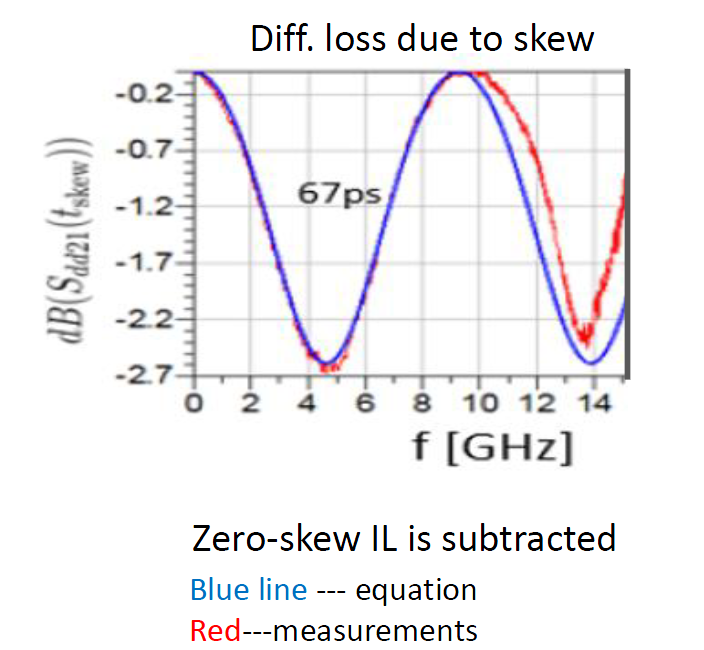 Diff. loss due to skew
dB(S_dd21(t_skew))
-0.2
-0.7
-1.2
-1.7
-2.2
-2.7
67ps
0 2 4 6 8 10 12 14
f [GHz]
Zero-skew IL is subtracted
Blue line --- equation
Red---measurements